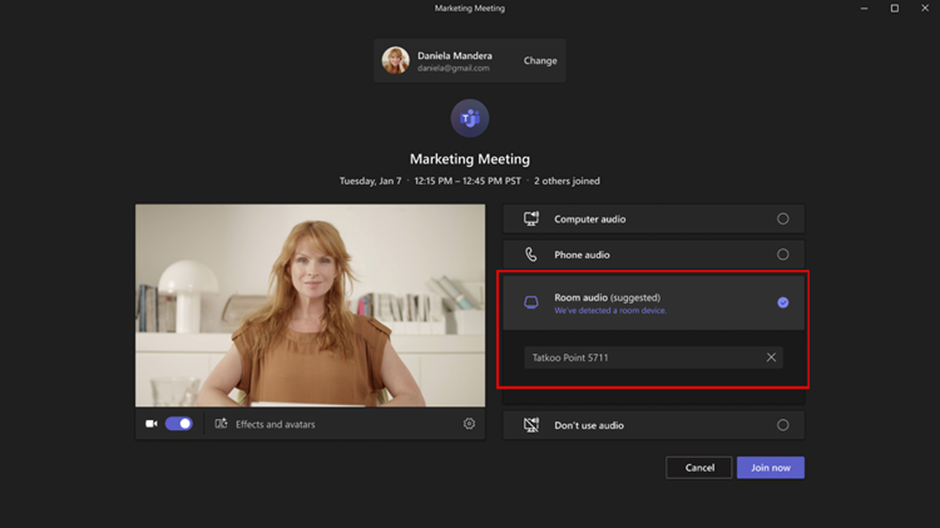 Marketing Meeting
Daniela Mandera
daniela@gmail.com
Change
Marketing Meeting
Tuesday, Jan 7 · 12:15 PM – 12:45 PM PST · 2 others joined
Computer audio
Phone audio
Room audio (suggested)
We've detected a room device.
Tatkoo Point 5711
Effects and avatars
Don't use audio
Cancel
Join now